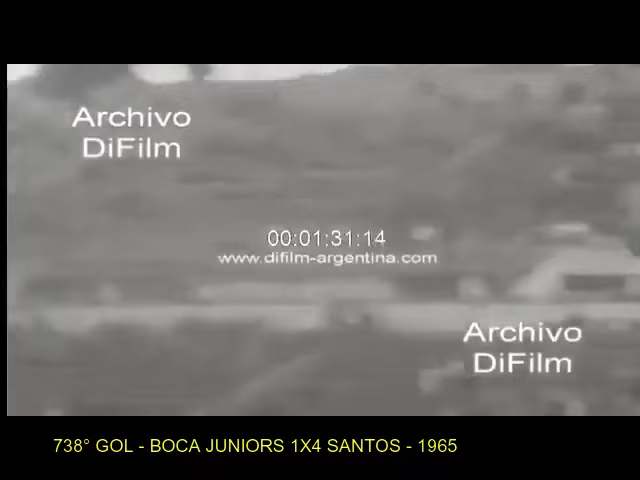 Archivo
DiFilm
00:01:31:14
www.difilm-argentina.com
Archivo
DiFilm
738° GOL - BOCA JUNIORS 1X4 SANTOS - 1965